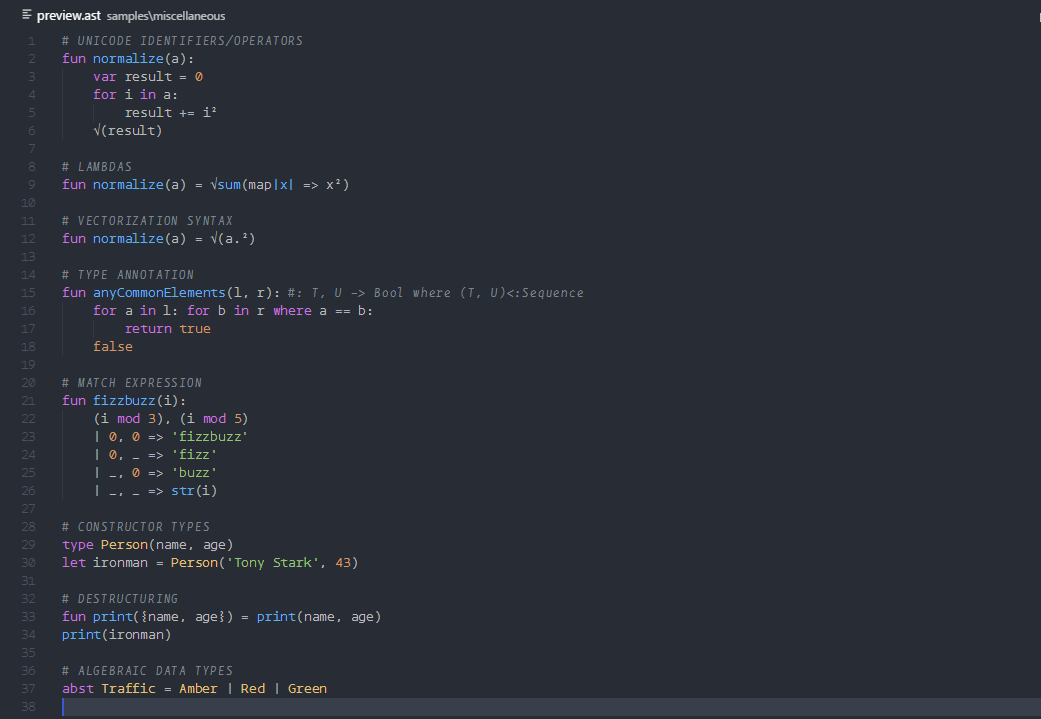 preview.ast samples\miscellaneous
1 # UNICODE IDENTIFIERS/OPERATORS
2 fun normalize(a):
3     var result = 0
4     for i in a:
5         result += i²
6     √(result)
7
8 # LAMBDAS
9 fun normalize(a) = √sum(map|x| => x²)
10
11 # VECTORIZATION SYNTAX
12 fun normalize(a) = √(a.²)
13
14 # TYPE ANNOTATION
15 fun anyCommonElements(l, r): #: T, U -> Bool where (T, U)<:Sequence
16     for a in l: for b in r where a == b:
17         return true
18     false
19
20 # MATCH EXPRESSION
21 fun fizzbuzz(i):
22     (i mod 3), (i mod 5)
23     | 0, 0 => 'fizzbuzz'
24     | 0, _ => 'fizz'
25     | _, 0 => 'buzz'
26     | _, _ => str(i)
27
28 # CONSTRUCTOR TYPES
29 type Person(name, age)
30 let ironman = Person('Tony Stark', 43)
31
32 # DESTRUCTURING
33 fun print({name, age}) = print(name, age)
34 print(ironman)
35
36 # ALGEBRAIC DATA TYPES
37 abst Traffic = Amber | Red | Green
38